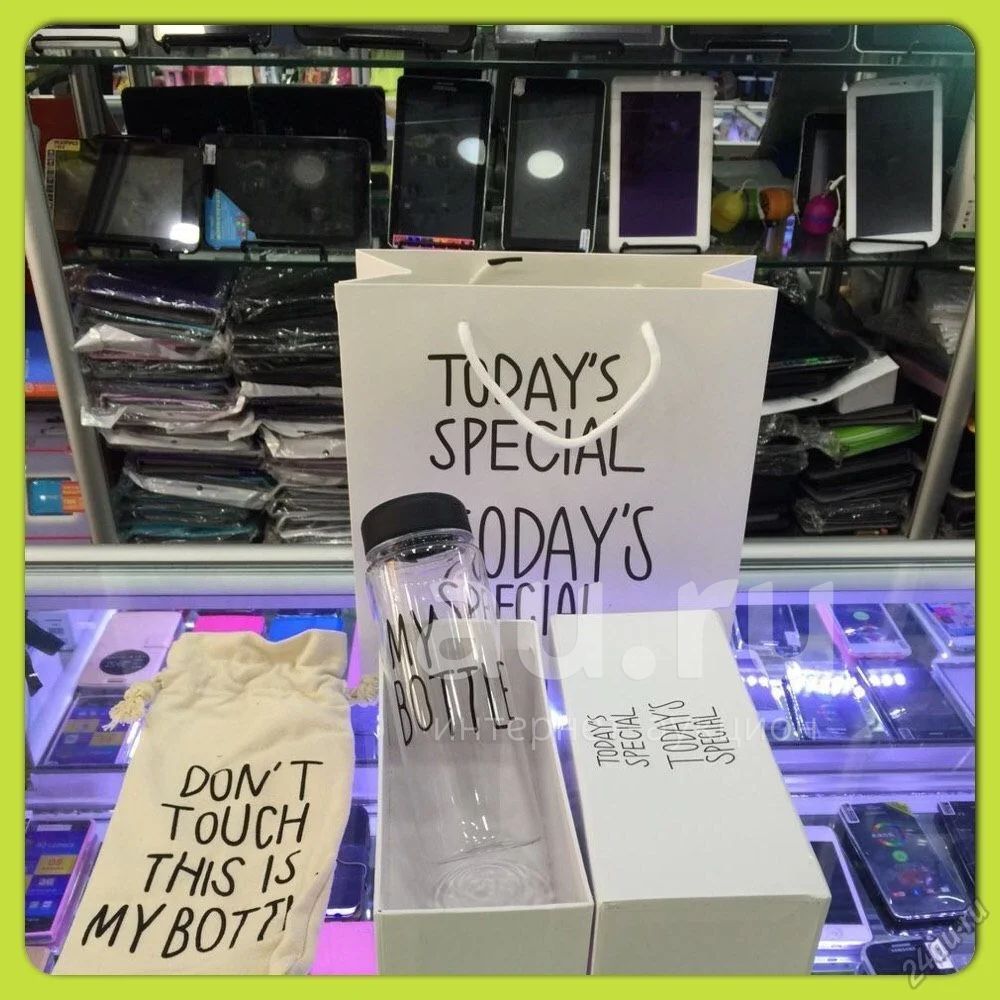 TODAY'S
SPECIAL
TODAY'S
SPECIAL
MY
BOTTLE
au.ru
интернет аукцион
TODAY'S
SPECIAL
TODAY'S
SPECIAL
DON'T
TOUCH
THIS IS
MY BOTTL
24au.ru